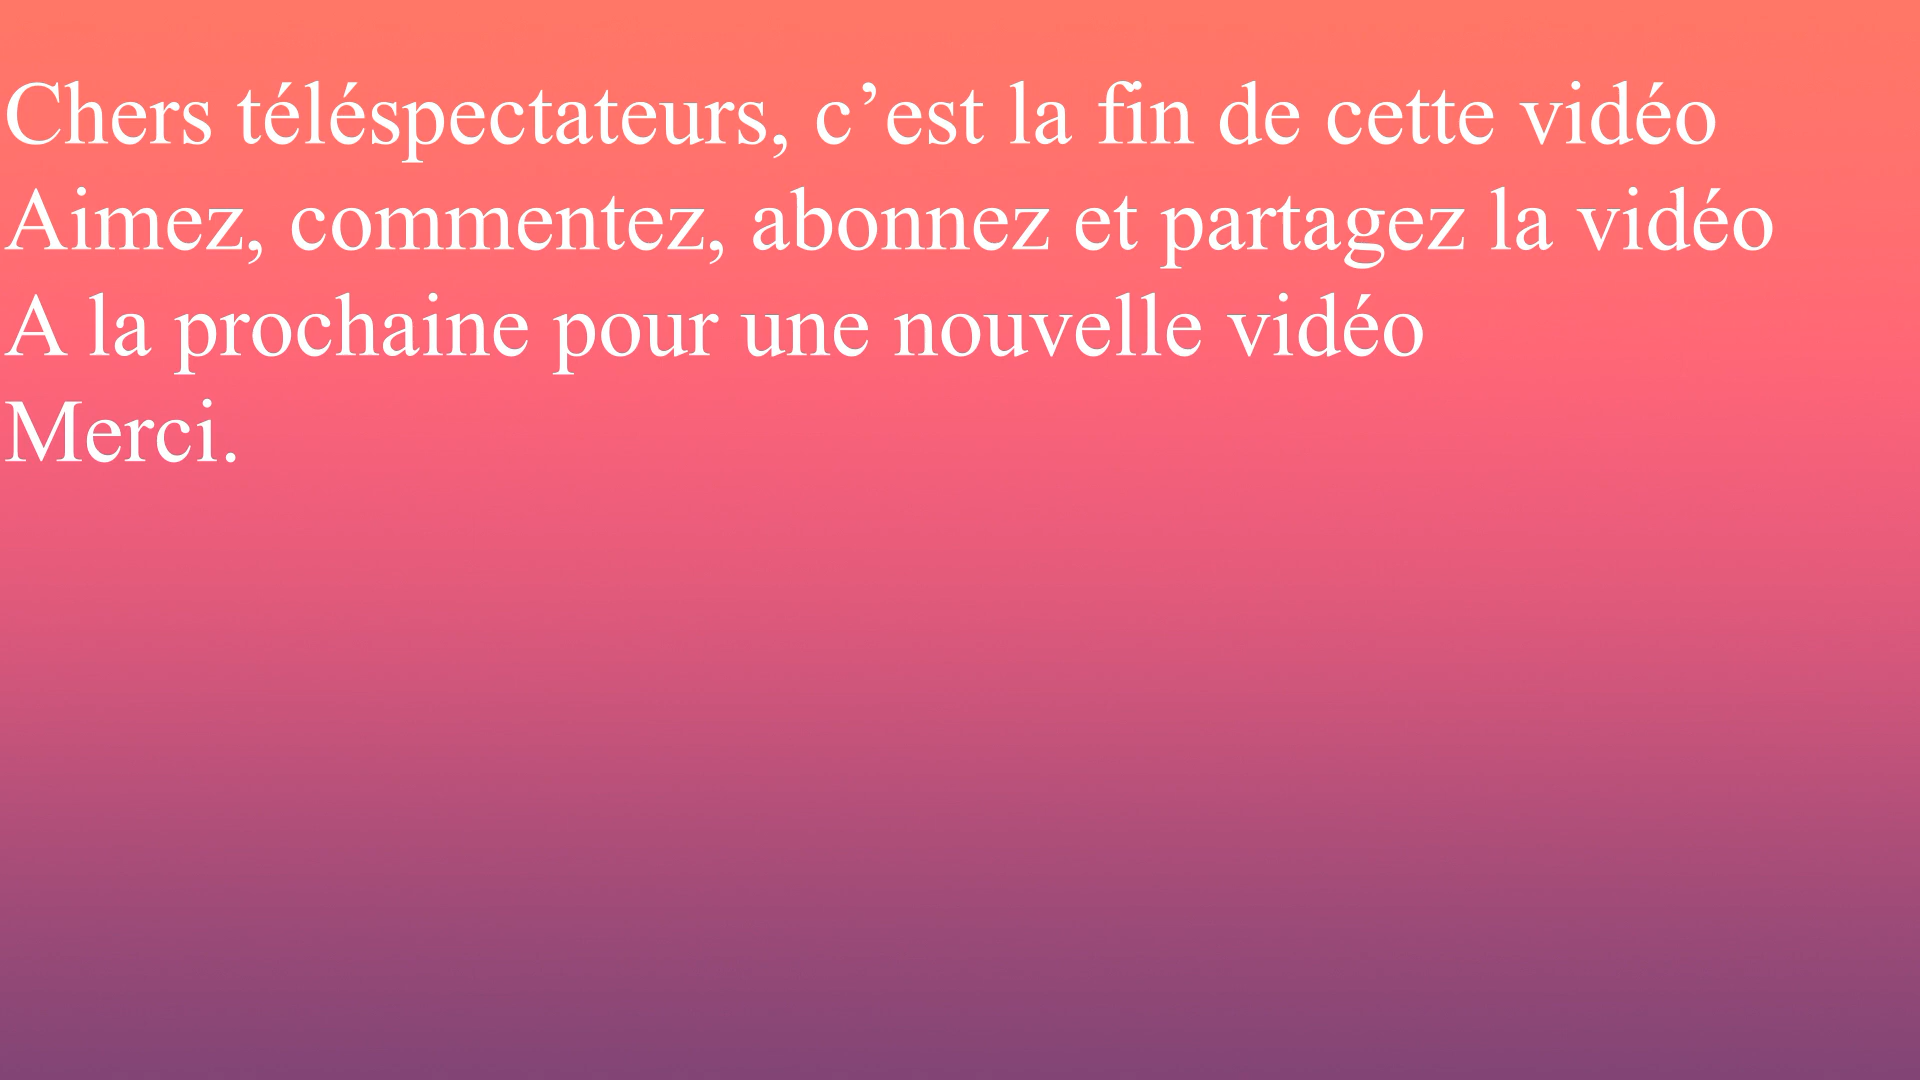 Chers téléspectateurs, c’est la fin de cette vidéo
Aimez, commentez, abonnez et partagez la vidéo
A la prochaine pour une nouvelle vidéo
Merci.